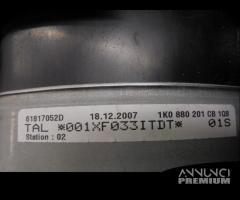 61817052D 18.12.2007 1K0 880 201 CB 1QB
TAL *001XF033ITDT* 01S
Station : 02
ANNUNCI
PREMIUM